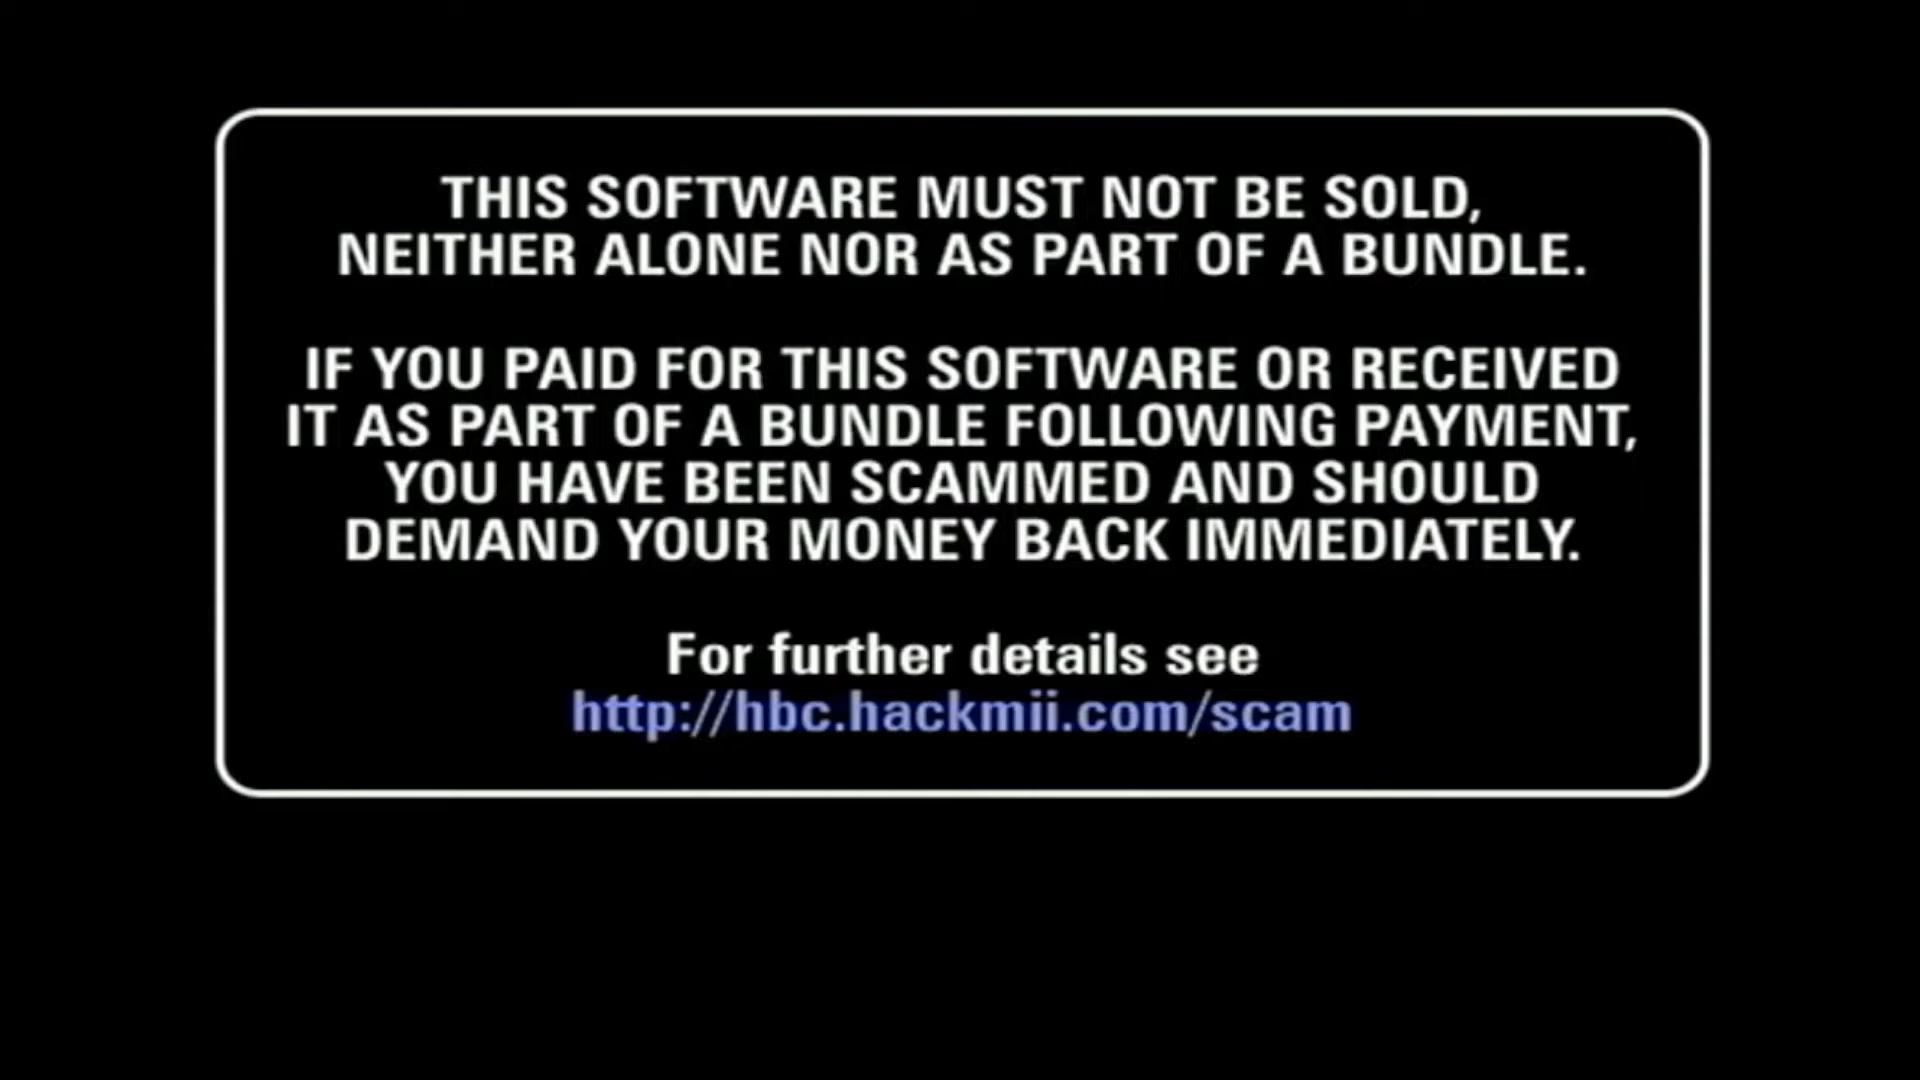 THIS SOFTWARE MUST NOT BE SOLD,
NEITHER ALONE NOR AS PART OF A BUNDLE.
IF YOU PAID FOR THIS SOFTWARE OR RECEIVED
IT AS PART OF A BUNDLE FOLLOWING PAYMENT,
YOU HAVE BEEN SCAMMED AND SHOULD
DEMAND YOUR MONEY BACK IMMEDIATELY.
For further details see
http://hbc.hackmii.com/scam